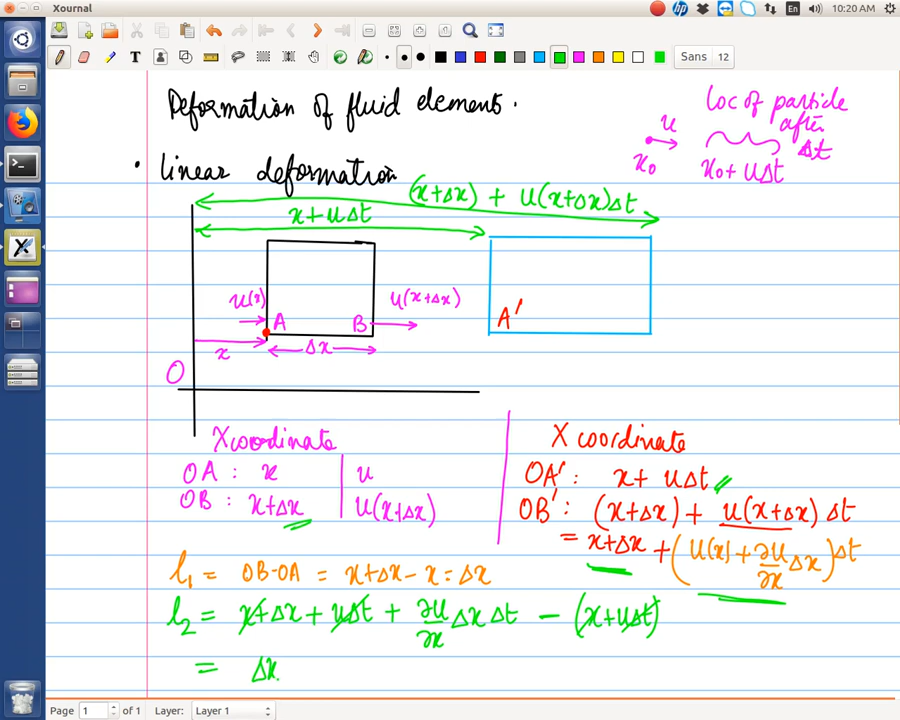 Xournal
En
10:20 AM
Sans 12
Deformation of fluid elements.
loc of particle
after
Δt
u
x₀
x₀+uΔt
• linear deformation
(x+Δx) + u(x+Δx)Δt
x+uΔt
u(x)
A
B
u(x+Δx)
A'
x
Δx
O
X coordinate
OA : x | u
OB : x+Δx | u(x+Δx)
X coordinate
OA' : x + uΔt
OB' : (x+Δx) + u(x+Δx) Δt
= x+Δx + (u(x) + ∂u/∂x Δx)Δt
l₁ = OB-OA = x+Δx-x = Δx
l₂ = x+Δx + uΔt + ∂u/∂x Δx Δt - (x+uΔt)
= Δx
Page 1 of 1 Layer: Layer 1